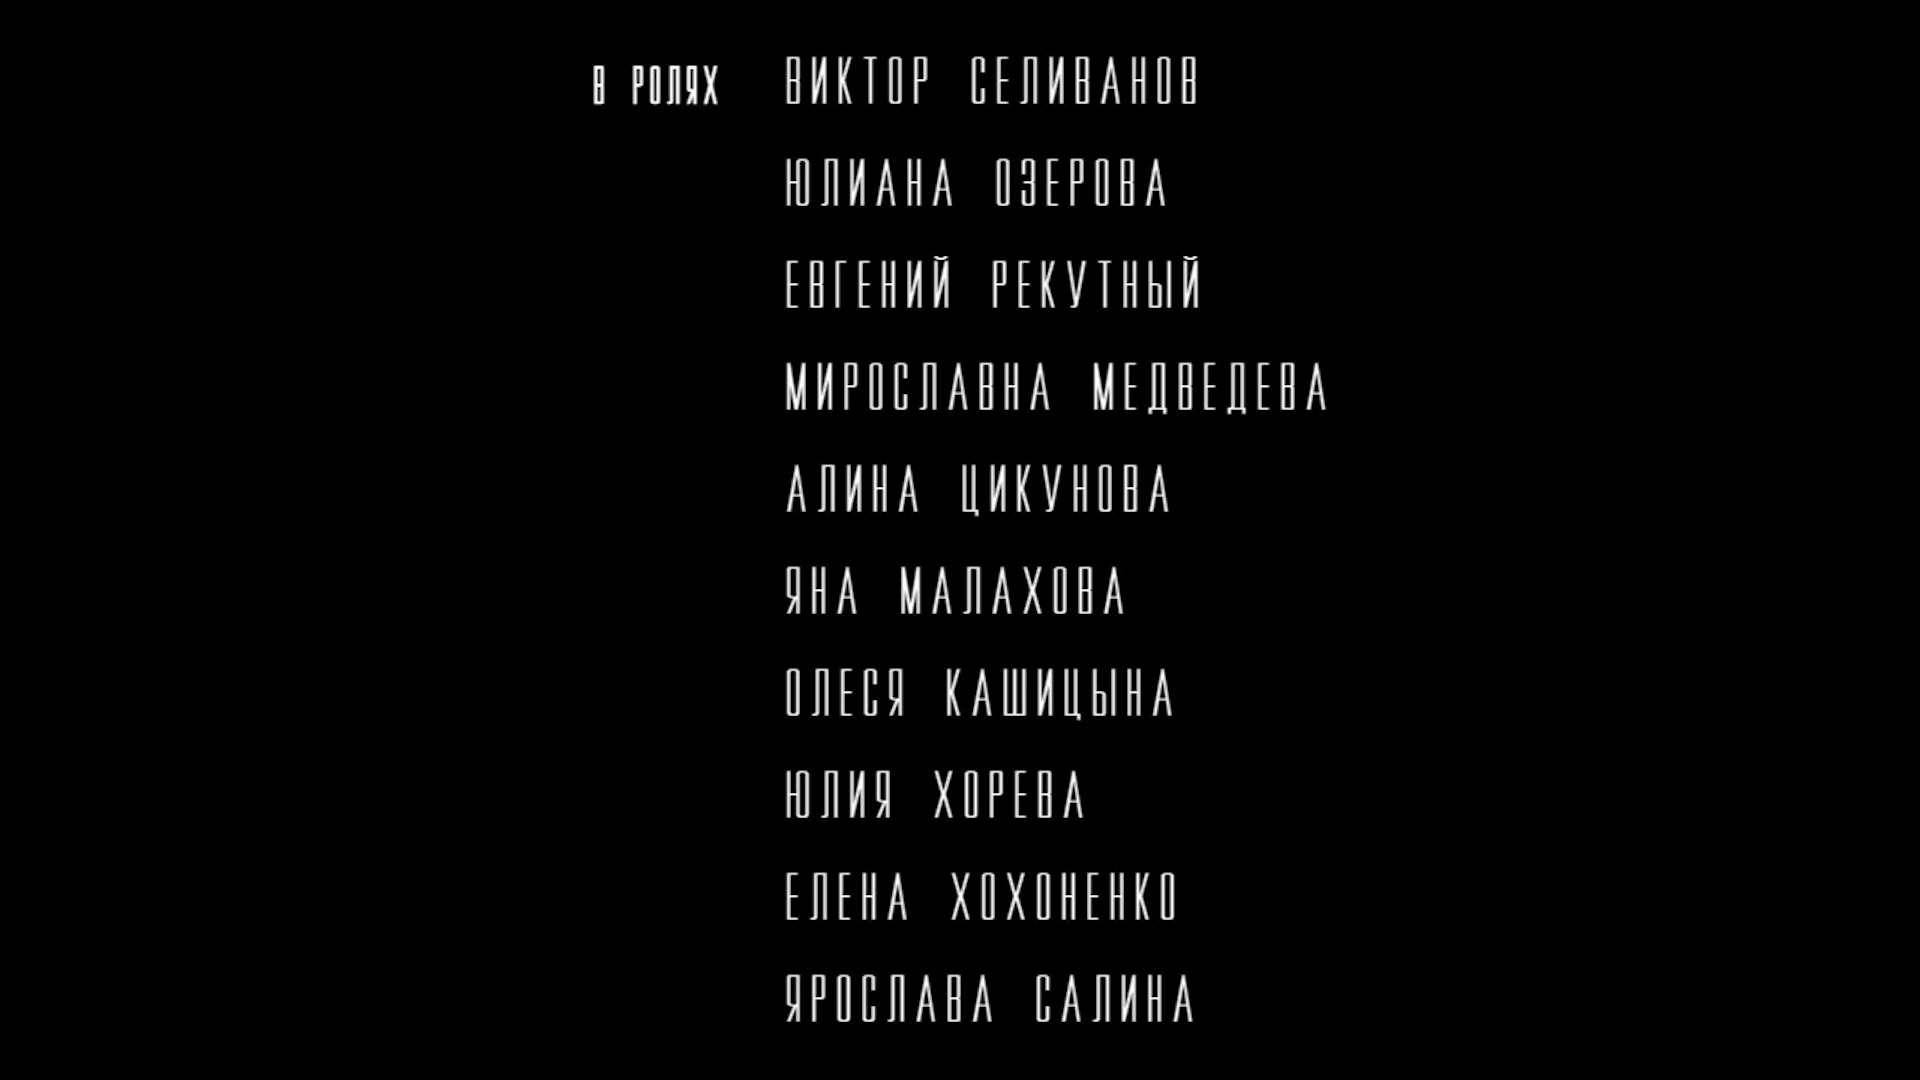 В РОЛЯХ ВИКТОР СЕЛИВАНОВ
ЮЛИАНА ОЗЕРОВА
ЕВГЕНИЙ РЕКУТНЫЙ
МИРОСЛАВНА МЕДВЕДЕВА
АЛИНА ЦИКУНОВА
ЯНА МАЛАХОВА
ОЛЕСЯ КАШИЦЫНА
ЮЛИЯ ХОРЕВА
ЕЛЕНА ХОХОНЕНКО
ЯРОСЛАВА САЛИНА